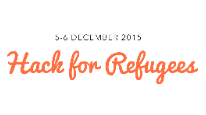 5-6 DECEMBER 2015
Hack for Refugees